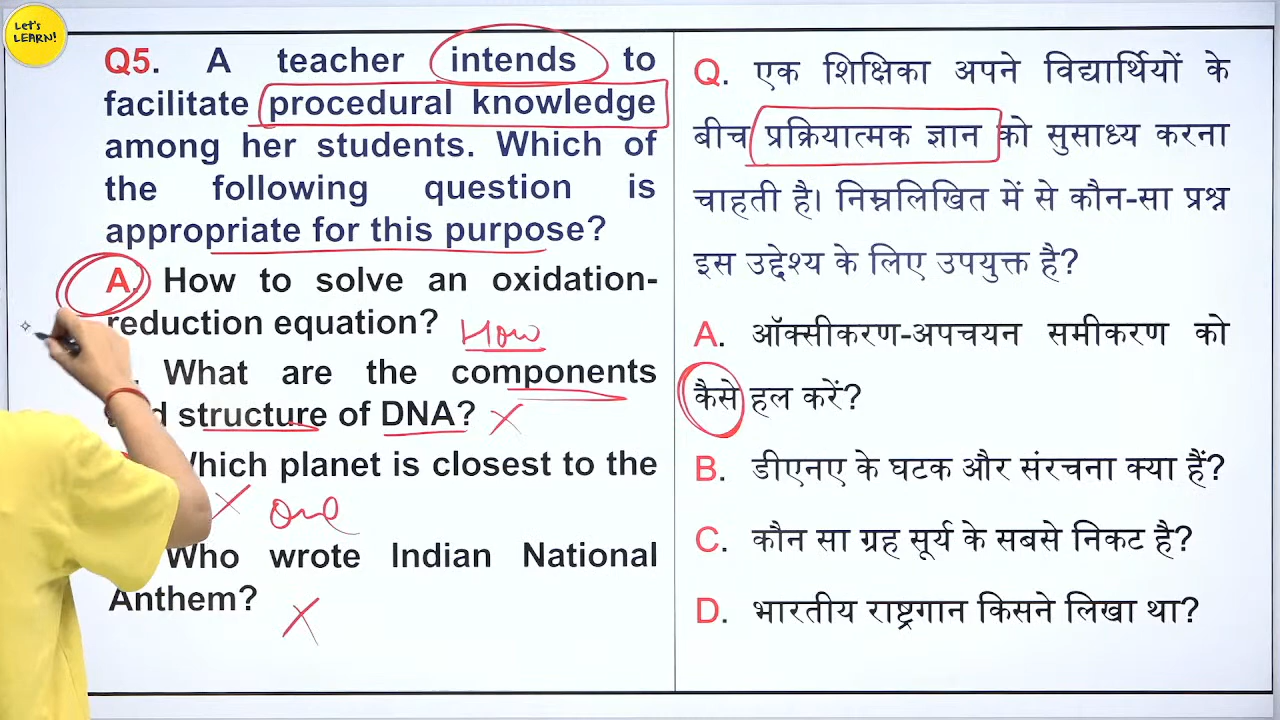 Let's
LEARN!
Q5. A teacher intends to
facilitate procedural knowledge
among her students. Which of
the following question is
appropriate for this purpose?
A. How to solve an oxidation-
reduction equation? How
What are the components
structure of DNA?
Which planet is closest to the
One
Who wrote Indian National
Anthem?
Q. एक शिक्षिका अपने विद्यार्थियों के
बीच प्रक्रियात्मक ज्ञान को सुसाध्य करना
चाहती है। निम्नलिखित में से कौन-सा प्रश्न
इस उद्देश्य के लिए उपयुक्त है?
A. ऑक्सीकरण-अपचयन समीकरण को
कैसे हल करें?
B. डीएनए के घटक और संरचना क्या हैं?
C. कौन सा ग्रह सूर्य के सबसे निकट है?
D. भारतीय राष्ट्रगान किसने लिखा था?